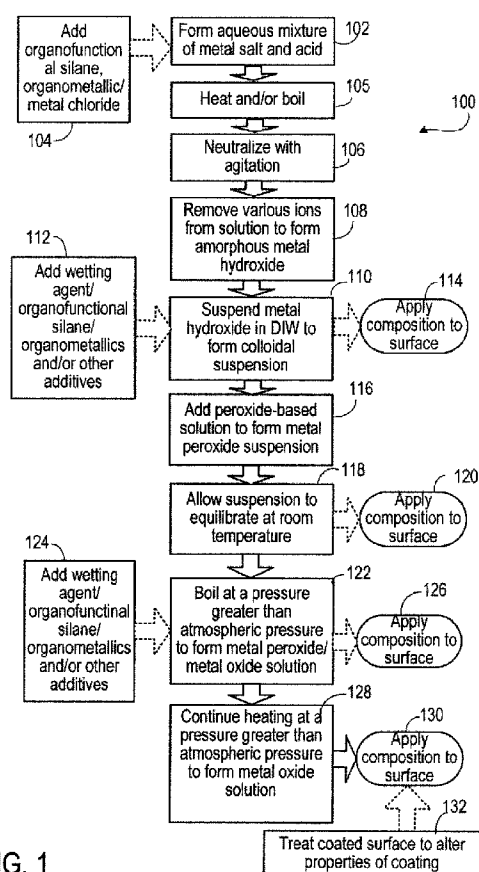 Add
organofunction
al silane,
organometallic/
metal chloride
104
Form aqueous mixture
of metal salt and acid
102
Heat and/or boil
105
100
Neutralize with
agitation
106
Remove various ions
from solution to form
amorphous metal
hydroxide
108
112
Add wetting
agent/
organofunctional
silane/
organometallics
and/or other
additives
110
Suspend metal
hydroxide in DIW to
form colloidal
suspension
114
Apply
composition to
surface
116
Add peroxide-based
solution to form metal
peroxide suspension
118
Allow suspension to
equilibrate at room
temperature
120
Apply
composition to
surface
124
Add wetting
agent/
organofunctinal
silane/
organometallics
and/or other
additives
122
Boil at a pressure
greater than
atmospheric pressure
to form metal peroxide/
metal oxide solution
126
Apply
composition to
surface
128
Continue heating at a
pressure greater than
atmospheric pressure
to form metal oxide
solution
130
Apply
composition to
surface
132
Treat coated surface to alter
properties of coating
IG. 1